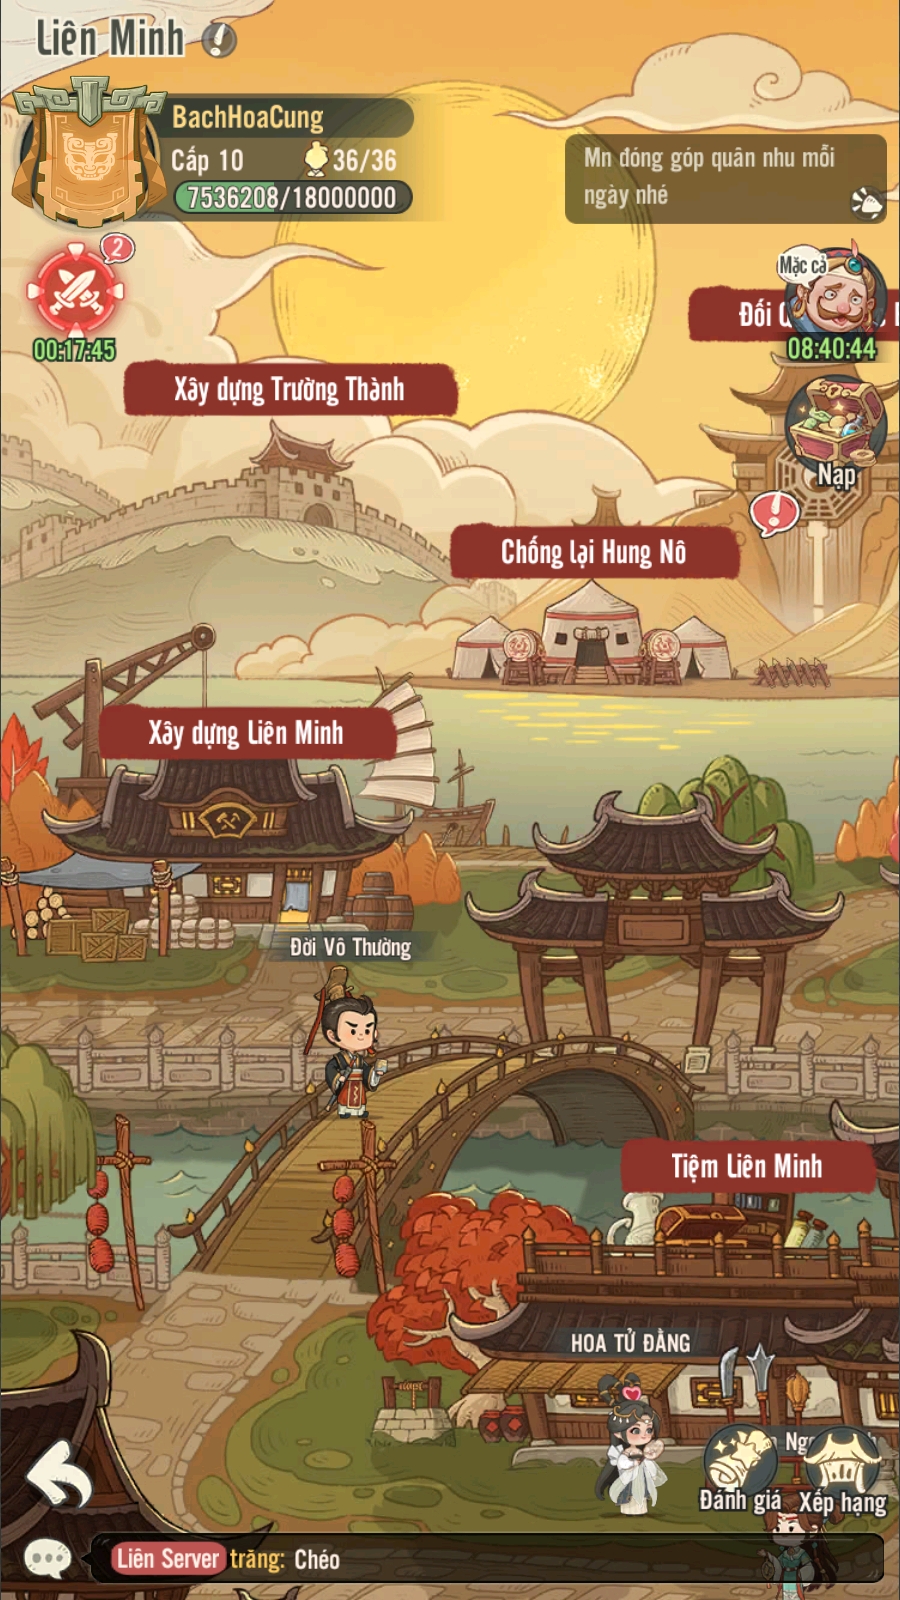 Liên Minh
BachHoaCung
Cấp 10 36/36
7536208/18000000
Mn đóng góp quân nhu mỗi
ngày nhé
2
00:17:45
Mặc cả
Đối
08:40:44
Xây dựng Trường Thành
Nạp
Chống lại Hung Nô
Xây dựng Liên Minh
Đời Vô Thường
Tiệm Liên Minh
HOA TỬ ĐẰNG
Đánh giá
Xếp hạng
Liên Server trăng: Chéo